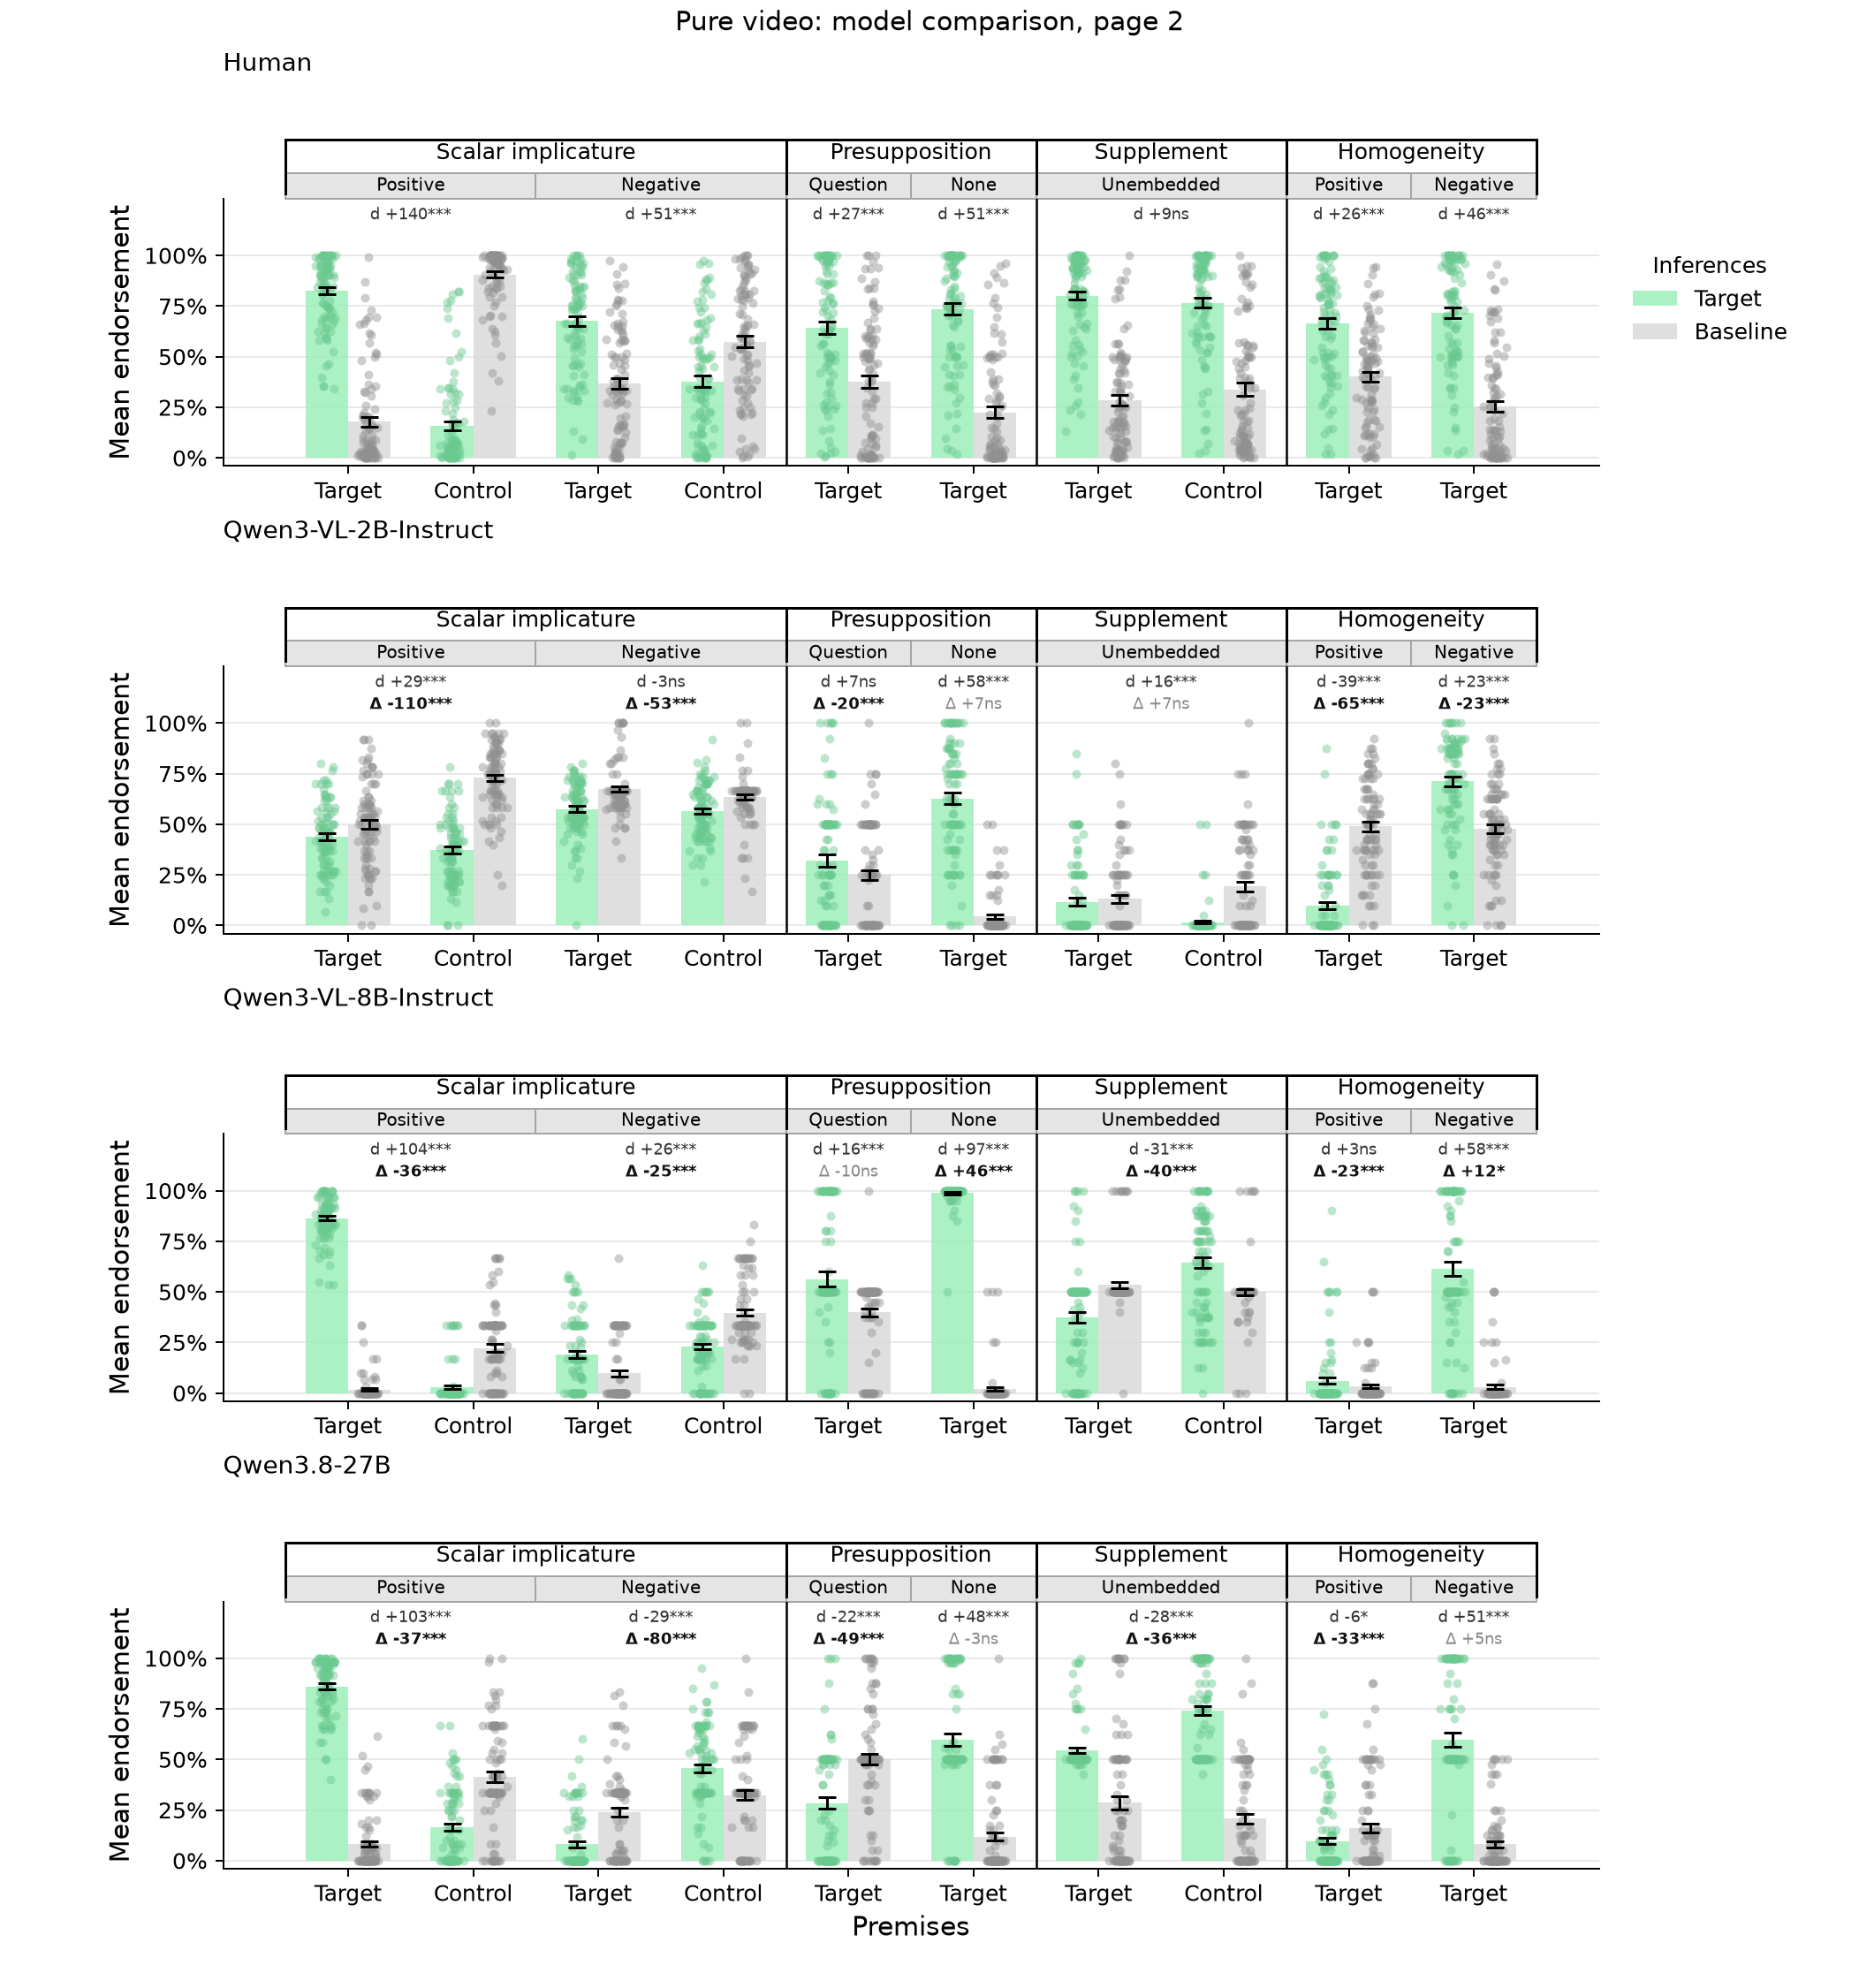 Pure video: model comparison, page 2
Human
Scalar implicature Presupposition Supplement Homogeneity
Positive Negative Question None Unembedded Positive Negative
d +140*** d +51*** d +27*** d +51*** d +9ns d +26*** d +46***
Mean endorsement
100%
75%
50%
25%
0%
Target Control Target Control Target Target Target Control Target Target
Inferences
Target
Baseline
Qwen3-VL-2B-Instruct
Scalar implicature Presupposition Supplement Homogeneity
Positive Negative Question None Unembedded Positive Negative
d +29*** d -3ns d +7ns d +58*** d +16*** d -39*** d +23***
Δ -110*** Δ -53*** Δ -20*** Δ +7ns Δ +7ns Δ -65*** Δ -23***
Mean endorsement
100%
75%
50%
25%
0%
Target Control Target Control Target Target Target Control Target Target
Qwen3-VL-8B-Instruct
Scalar implicature Presupposition Supplement Homogeneity
Positive Negative Question None Unembedded Positive Negative
d +104*** d +26*** d +16*** d +97*** d -31*** d +3ns d +58***
Δ -36*** Δ -25*** Δ -10ns Δ +46*** Δ -40*** Δ -23*** Δ +12*
Mean endorsement
100%
75%
50%
25%
0%
Target Control Target Control Target Target Target Control Target Target
Qwen3.8-27B
Scalar implicature Presupposition Supplement Homogeneity
Positive Negative Question None Unembedded Positive Negative
d +103*** d -29*** d -22*** d +48*** d -28*** d -6* d +51***
Δ -37*** Δ -80*** Δ -49*** Δ -3ns Δ -36*** Δ -33*** Δ +5ns
Mean endorsement
100%
75%
50%
25%
0%
Target Control Target Control Target Target Target Control Target Target
Premises